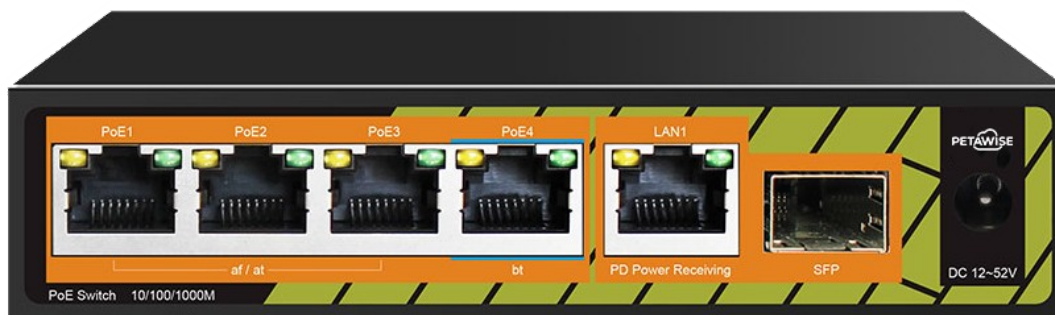 PoE1 PoE2 PoE3 PoE4 LAN1
PETAWISE
af / at bt PD Power Receiving SFP DC 12~52V
PoE Switch 10/100/1000M